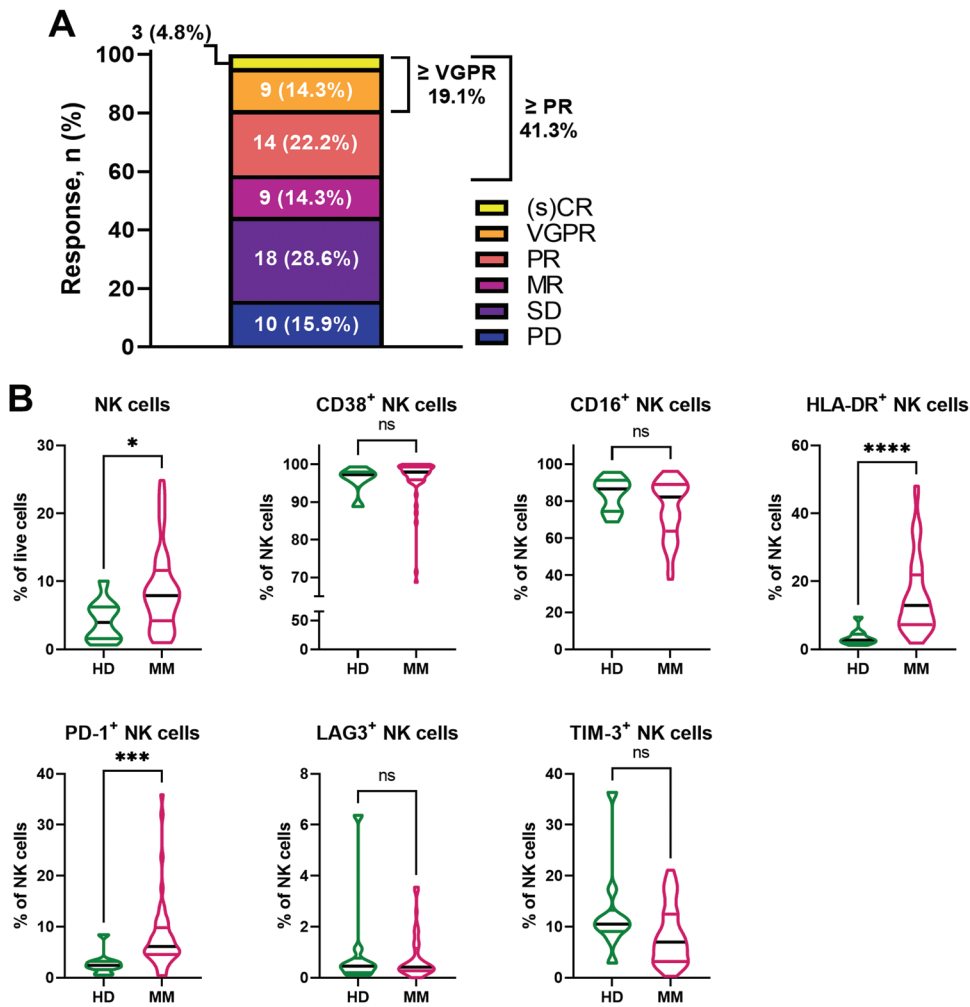 A
3 (4.8%)
Response, n (%)
100
80
60
40
20
0
9 (14.3%)
14 (22.2%)
9 (14.3%)
18 (28.6%)
10 (15.9%)
≥ VGPR
19.1%
≥ PR
41.3%
(s)CR
VGPR
PR
MR
SD
PD
B
NK cells
% of live cells
30
20
10
0
*
HD MM
CD38⁺ NK cells
% of NK cells
100
90
80
70
50
0
ns
HD MM
CD16⁺ NK cells
% of NK cells
100
80
60
40
20
0
ns
HD MM
HLA-DR⁺ NK cells
% of NK cells
60
40
20
0
****
HD MM
PD-1⁺ NK cells
% of NK cells
40
30
20
10
0
***
HD MM
LAG3⁺ NK cells
% of NK cells
8
6
4
2
0
ns
HD MM
TIM-3⁺ NK cells
% of NK cells
40
30
20
10
0
ns
HD MM